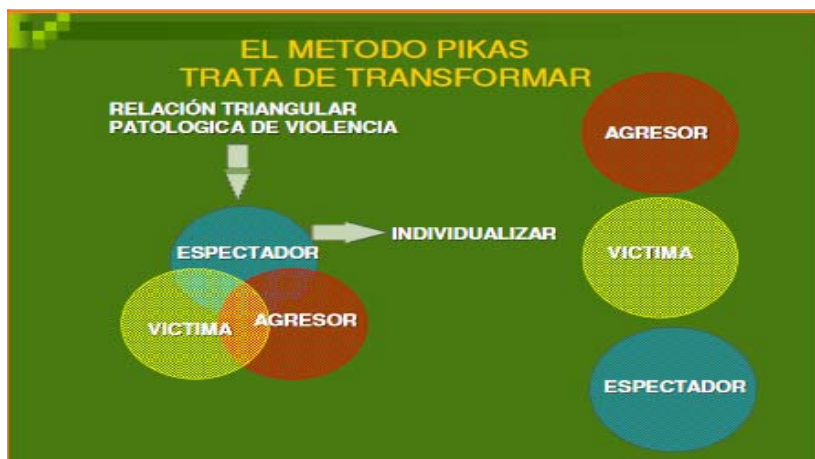 EL METODO PIKAS
TRATA DE TRANSFORMAR
RELACIÓN TRIANGULAR
PATOLOGICA DE VIOLENCIA
ESPECTADOR
VICTIMA
AGRESOR
INDIVIDUALIZAR
AGRESOR
VICTIMA
ESPECTADOR